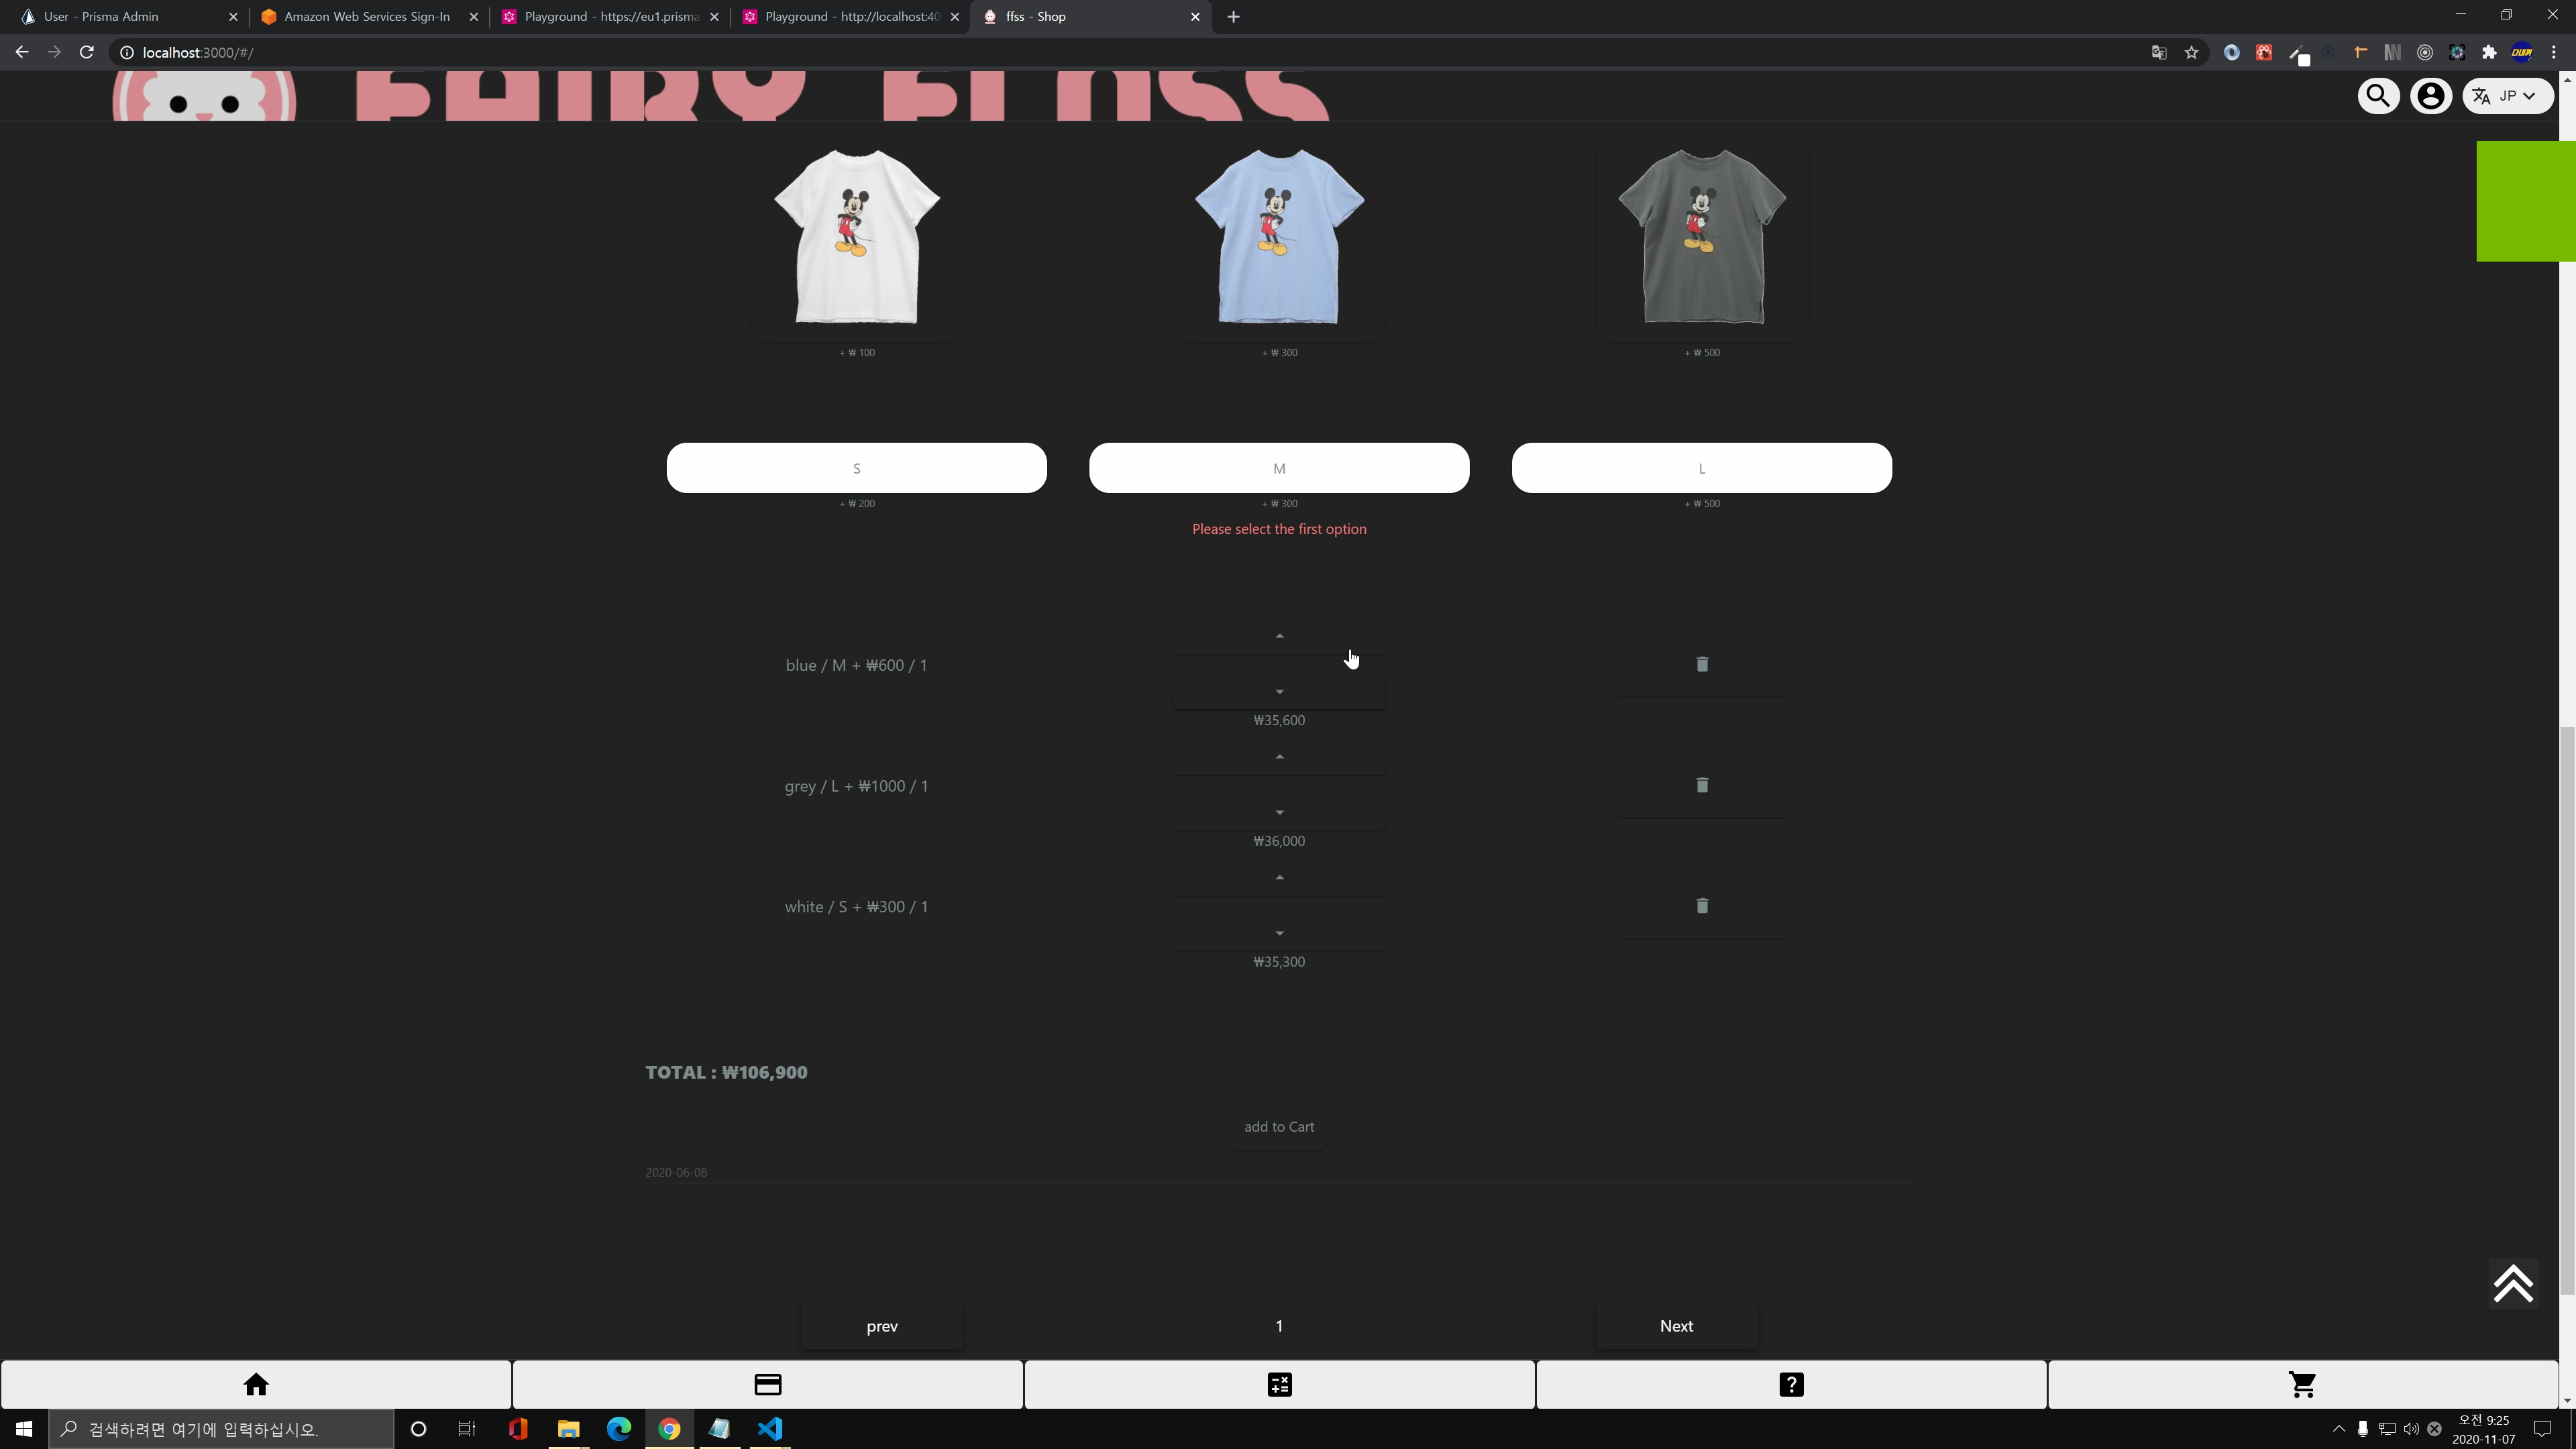 User - Prisma Admin
Amazon Web Services Sign-In
Playground - https://eu1.prisma
Playground - http://localhost:40
ffss - Shop
localhost:3000/#/
FAIRY FLOSS
JP
+ ₩ 100
+ ₩ 300
+ ₩ 500
S
M
L
+ ₩ 200
+ ₩ 300
+ ₩ 500
Please select the first option
blue / M + ₩600 / 1
₩35,600
grey / L + ₩1000 / 1
₩36,000
white / S + ₩300 / 1
₩35,300
TOTAL : ₩106,900
add to Cart
2020-06-08
prev
1
Next
검색하려면 여기에 입력하십시오.
오전 9:25
2020-11-07